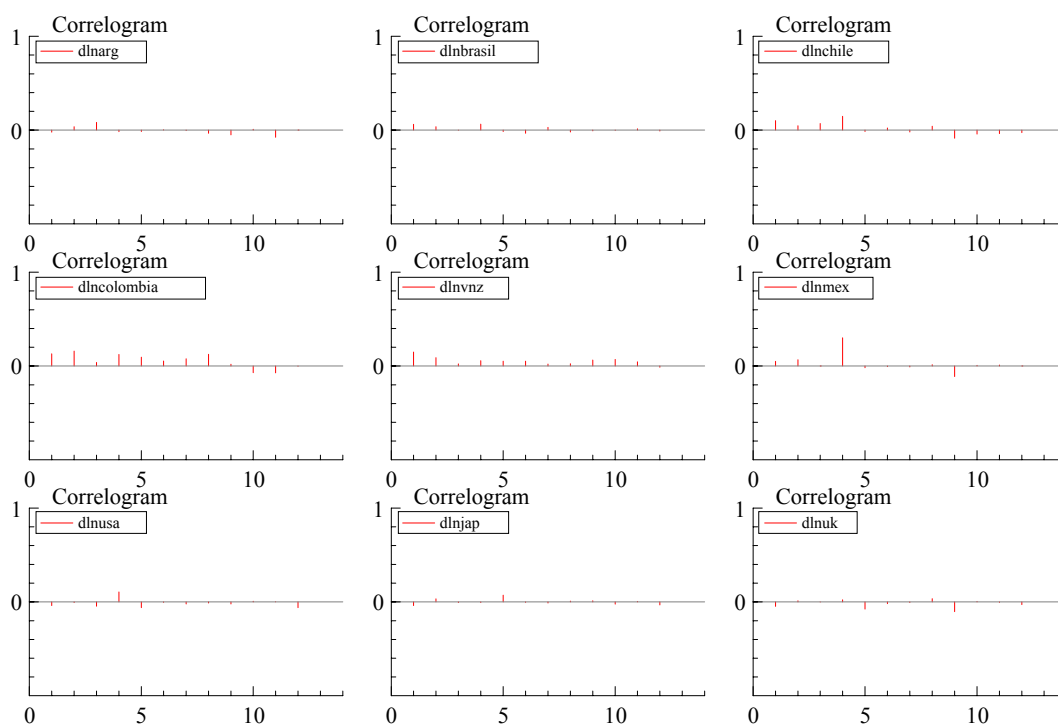 Correlogram Correlogram Correlogram
1 dlnarg dlnbrasil dlnchile
0 0 0
0 5 10 0 5 10 0 5 10
Correlogram Correlogram Correlogram
1 dlncolombia 1 dlnvnz 1 dlnmex
0 0 0
0 5 10 0 5 10 0 5 10
Correlogram Correlogram Correlogram
1 dlnusa 1 dlnjap 1 dlnuk
0 0 0
0 5 10 0 5 10 0 5 10